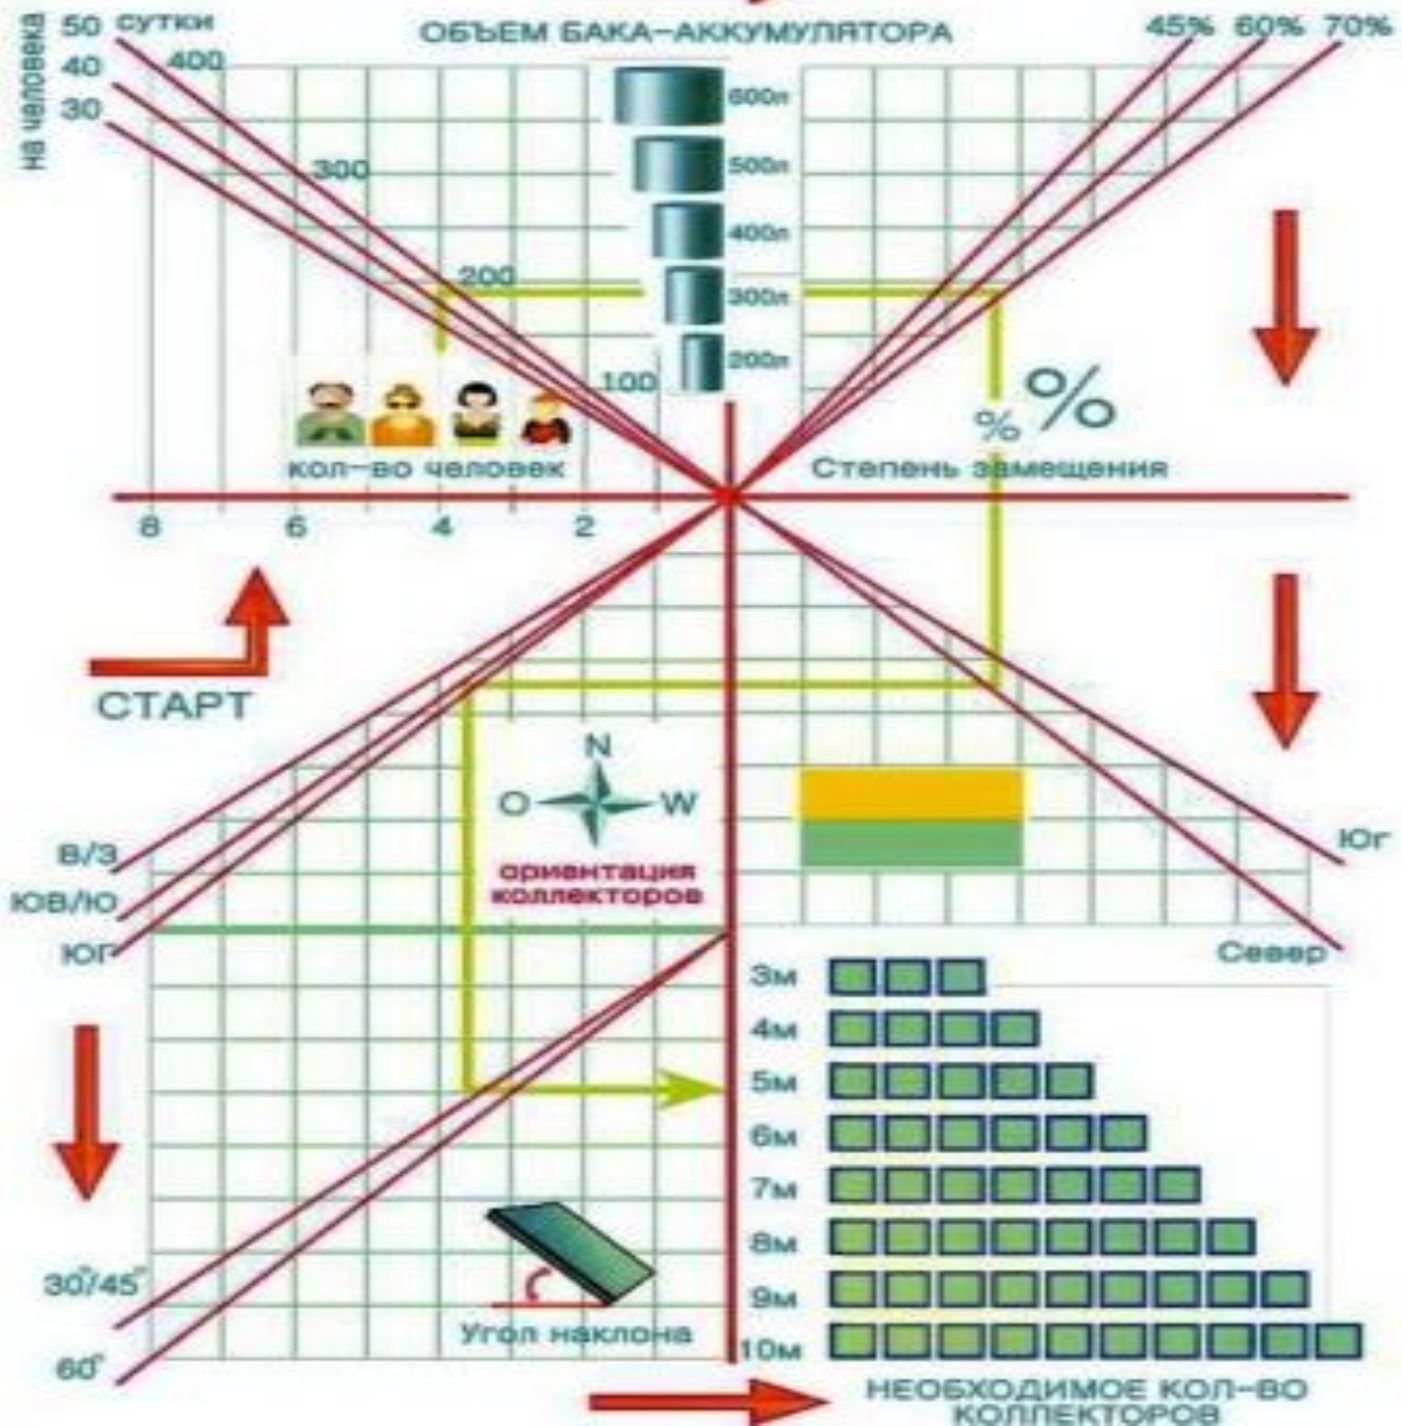 на человека
50 сутки
40
30
400
300
200
100
ОБЪЕМ БАКА-АККУМУЛЯТОРА
600л
500л
400л
300л
200л
45% 60% 70%
% %
кол-во человек
Степень замещения
8 6 4 2
СТАРТ
N
O W
ориентация
коллекторов
В/З
ЮВ/Ю
ЮГ
Юг
Север
3м
4м
5м
6м
7м
8м
9м
10м
30°/45°
60°
Угол наклона
НЕОБХОДИМОЕ КОЛ-ВО
КОЛЛЕКТОРОВ